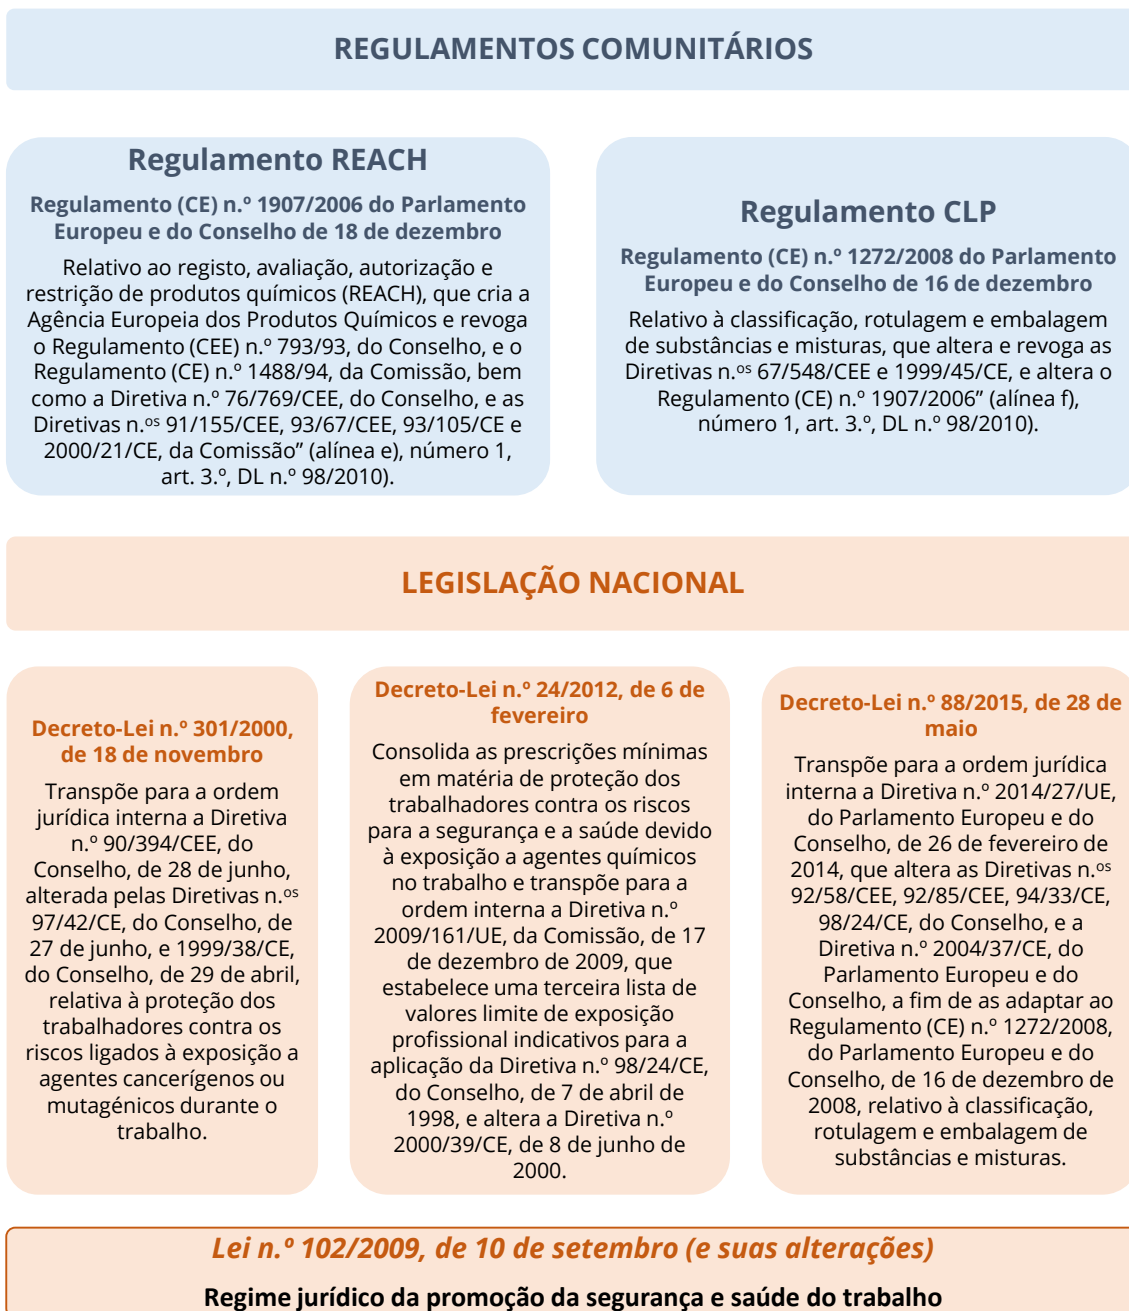 REGULAMENTOS COMUNITÁRIOS
Regulamento REACH
Regulamento (CE) n.º 1907/2006 do Parlamento
Europeu e do Conselho de 18 de dezembro
Relativo ao registo, avaliação, autorização e
restrição de produtos químicos (REACH), que cria a
Agência Europeia dos Produtos Químicos e revoga
o Regulamento (CEE) n.º 793/93, do Conselho, e o
Regulamento (CE) n.º 1488/94, da Comissão, bem
como a Diretiva n.º 76/769/CEE, do Conselho, e as
Diretivas n.ºˢ 91/155/CEE, 93/67/CEE, 93/105/CE e
2000/21/CE, da Comissão” (alínea e), número 1,
art. 3.º, DL n.º 98/2010).
Regulamento CLP
Regulamento (CE) n.º 1272/2008 do Parlamento
Europeu e do Conselho de 16 de dezembro
Relativo à classificação, rotulagem e embalagem
de substâncias e misturas, que altera e revoga as
Diretivas n.ºˢ 67/548/CEE e 1999/45/CE, e altera o
Regulamento (CE) n.º 1907/2006” (alínea f),
número 1, art. 3.º, DL n.º 98/2010).
LEGISLAÇÃO NACIONAL
Decreto-Lei n.º 301/2000,
de 18 de novembro
Transpõe para a ordem
jurídica interna a Diretiva
n.º 90/394/CEE, do
Conselho, de 28 de junho,
alterada pelas Diretivas n.ºˢ
97/42/CE, do Conselho, de
27 de junho, e 1999/38/CE,
do Conselho, de 29 de abril,
relativa à proteção dos
trabalhadores contra os
riscos ligados à exposição a
agentes cancerígenos ou
mutagénicos durante o
trabalho.
Decreto-Lei n.º 24/2012, de 6 de
fevereiro
Consolida as prescrições mínimas
em matéria de proteção dos
trabalhadores contra os riscos
para a segurança e a saúde devido
à exposição a agentes químicos
no trabalho e transpõe para a
ordem interna a Diretiva n.º
2009/161/UE, da Comissão, de 17
de dezembro de 2009, que
estabelece uma terceira lista de
valores limite de exposição
profissional indicativos para a
aplicação da Diretiva n.º 98/24/CE,
do Conselho, de 7 de abril de
1998, e altera a Diretiva n.º
2000/39/CE, de 8 de junho de
2000.
Decreto-Lei n.º 88/2015, de 28 de
maio
Transpõe para a ordem jurídica
interna a Diretiva n.º 2014/27/UE,
do Parlamento Europeu e do
Conselho, de 26 de fevereiro de
2014, que altera as Diretivas n.ºˢ
92/58/CEE, 92/85/CEE, 94/33/CE,
98/24/CE, do Conselho, e a
Diretiva n.º 2004/37/CE, do
Parlamento Europeu e do
Conselho, a fim de as adaptar ao
Regulamento (CE) n.º 1272/2008,
do Parlamento Europeu e do
Conselho, de 16 de dezembro de
2008, relativo à classificação,
rotulagem e embalagem de
substâncias e misturas.
Lei n.º 102/2009, de 10 de setembro (e suas alterações)
Regime jurídico da promoção da segurança e saúde do trabalho